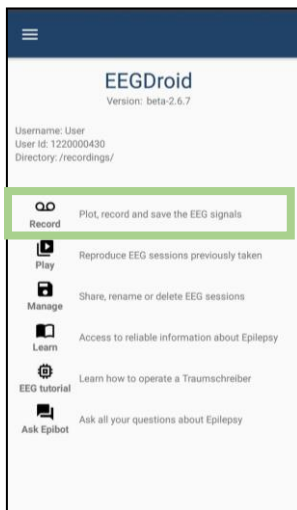 EEGDroid
Version: beta-2.6.7
Username: User
User Id: 1220000430
Directory: /recordings/
Record
Plot, record and save the EEG signals
Play
Reproduce EEG sessions previously taken
Manage
Share, rename or delete EEG sessions
Learn
Access to reliable information about Epilepsy
EEG tutorial
Learn how to operate a Traumschreiber
Ask Epibot
Ask all your questions about Epilepsy